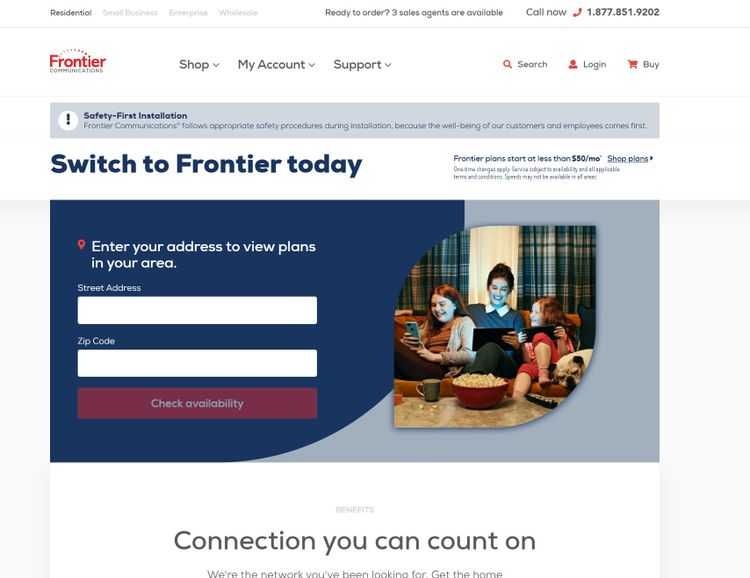 Residential Small Business Enterprise Wholesale Ready to order? 3 sales agents are available Call now 1.877.851.9202
Frontier
COMMUNICATIONS
Shop My Account Support Search Login Buy
!
Safety-First Installation
Frontier Communications® follows appropriate safety procedures during installation, because the well-being of our customers and employees comes first.
Switch to Frontier today
Frontier plans start at less than $50/mo* Shop plans
One-time charges apply. Service subject to availability and all applicable
terms and conditions. Speeds may not be available in all areas.
Enter your address to view plans
in your area.
Street Address
Zip Code
Check availability
BENEFITS
Connection you can count on
We're the network you've been looking for. Get the home